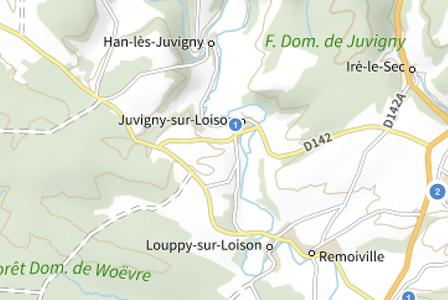 Han-lès-Juvigny
F. Dom. de Juvigny
Iré-le-Sec
D142A
Juvigny-sur-Loiso
1
D142
2
Louppy-sur-Loison
Remoiville
orêt Dom. de Woëvre
1